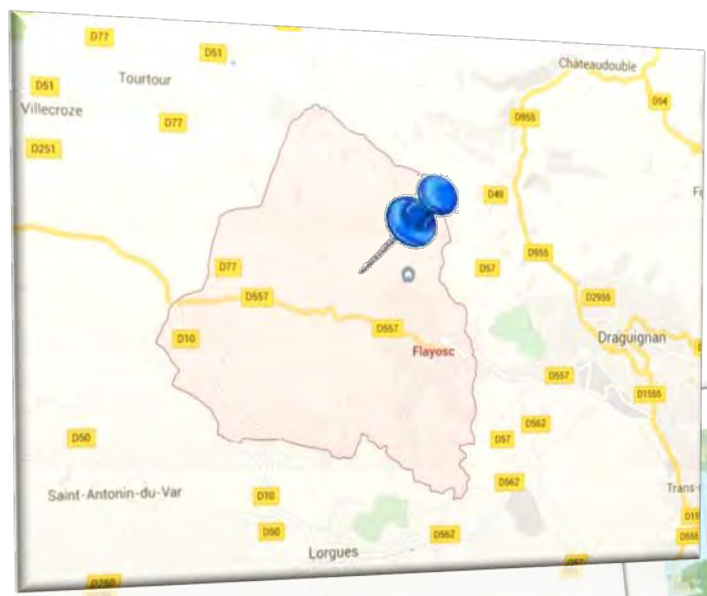 D77
D51
Tourtour
Châteaudouble
D51
Villecroze
D77
D955
D54
D251
D49
D77
D57
D955
D557
D2955
D10
D557
Draguignan
Flayosc
D557
D1555
D50
D57
D562
Saint-Antonin-du-Var
D10
D562
Trans-
D50
Lorgues
D562
D250